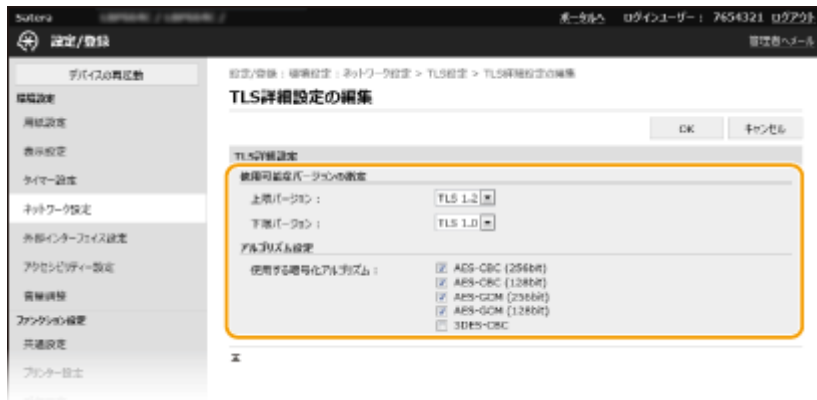 Satera
ポータルへ ログインユーザー: 7654321 ログアウト
設定/登録
管理者へメール
デバイスの再起動
設定/登録 : 環境設定 : ネットワーク設定 > TLS設定 > TLS詳細設定の編集
環境設定
TLS詳細設定の編集
用紙設定
OK キャンセル
表示設定
TLS詳細設定
タイマー設定
使用可能なバージョンの設定
上限バージョン : TLS 1.2
ネットワーク設定
下限バージョン : TLS 1.0
外部インターフェイス設定
アルゴリズム設定
アクセシビリティー設定
使用する暗号化アルゴリズム : AES-CBC (256bit)
AES-CBC (128bit)
音量調整
AES-GCM (256bit)
AES-GCM (128bit)
ファンクション設定
3DES-CBC
共通設定
プリンター設定